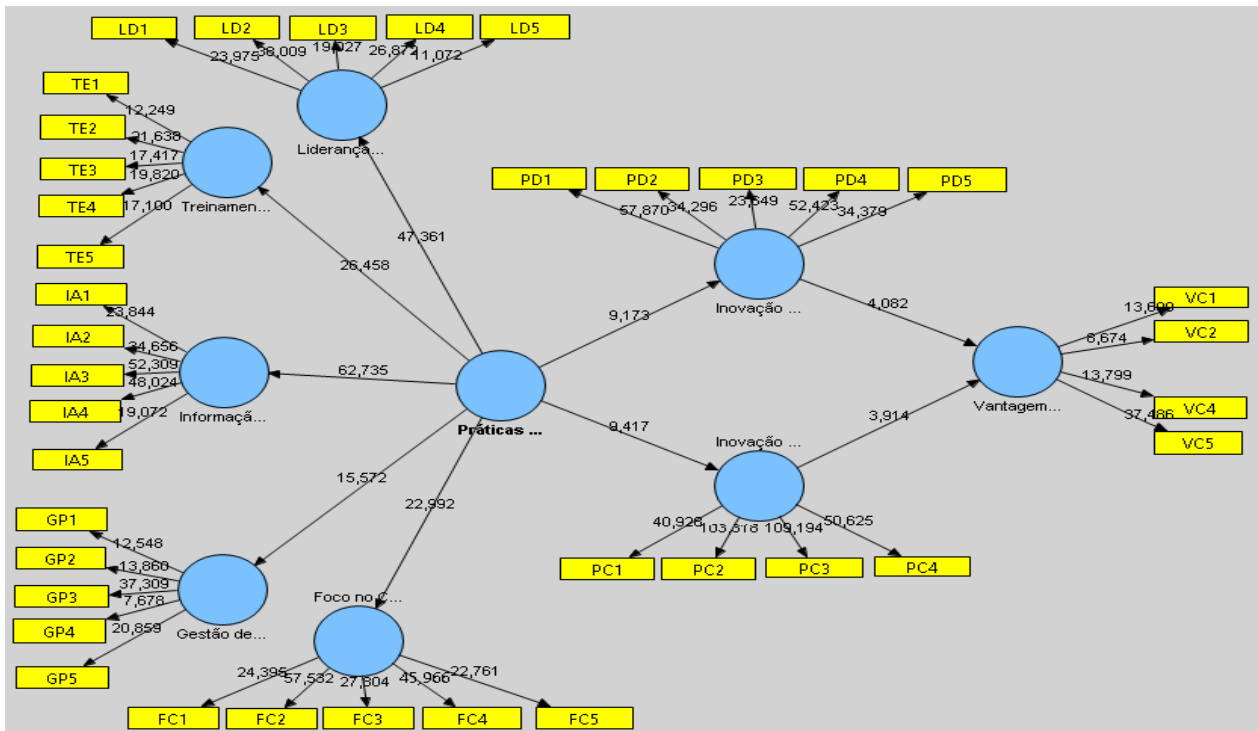 LD1
LD2
LD3
LD4
LD5
23,975
38,009
19,027
26,872
11,072
Liderança...
TE1
TE2
TE3
TE4
TE5
12,249
21,638
17,417
19,820
17,100
Treinamen...
47,361
26,458
IA1
IA2
IA3
IA4
IA5
23,844
34,656
52,309
48,024
19,072
Informaçã...
62,735
Práticas ...
15,572
22,992
GP1
GP2
GP3
GP4
GP5
12,548
13,860
37,309
7,678
20,859
Gestão de...
Foco no C...
24,395
57,532
27,804
45,966
22,761
FC1
FC2
FC3
FC4
FC5
PD1
PD2
PD3
PD4
PD5
57,870
34,296
52,423
34,379
Inovação ...
9,173
4,082
9,417
3,914
Inovação ...
40,928
109,194
50,625
PC1
PC2
PC3
PC4
Vantagem...
8,674
13,799
37,486
VC1
VC2
VC4
VC5